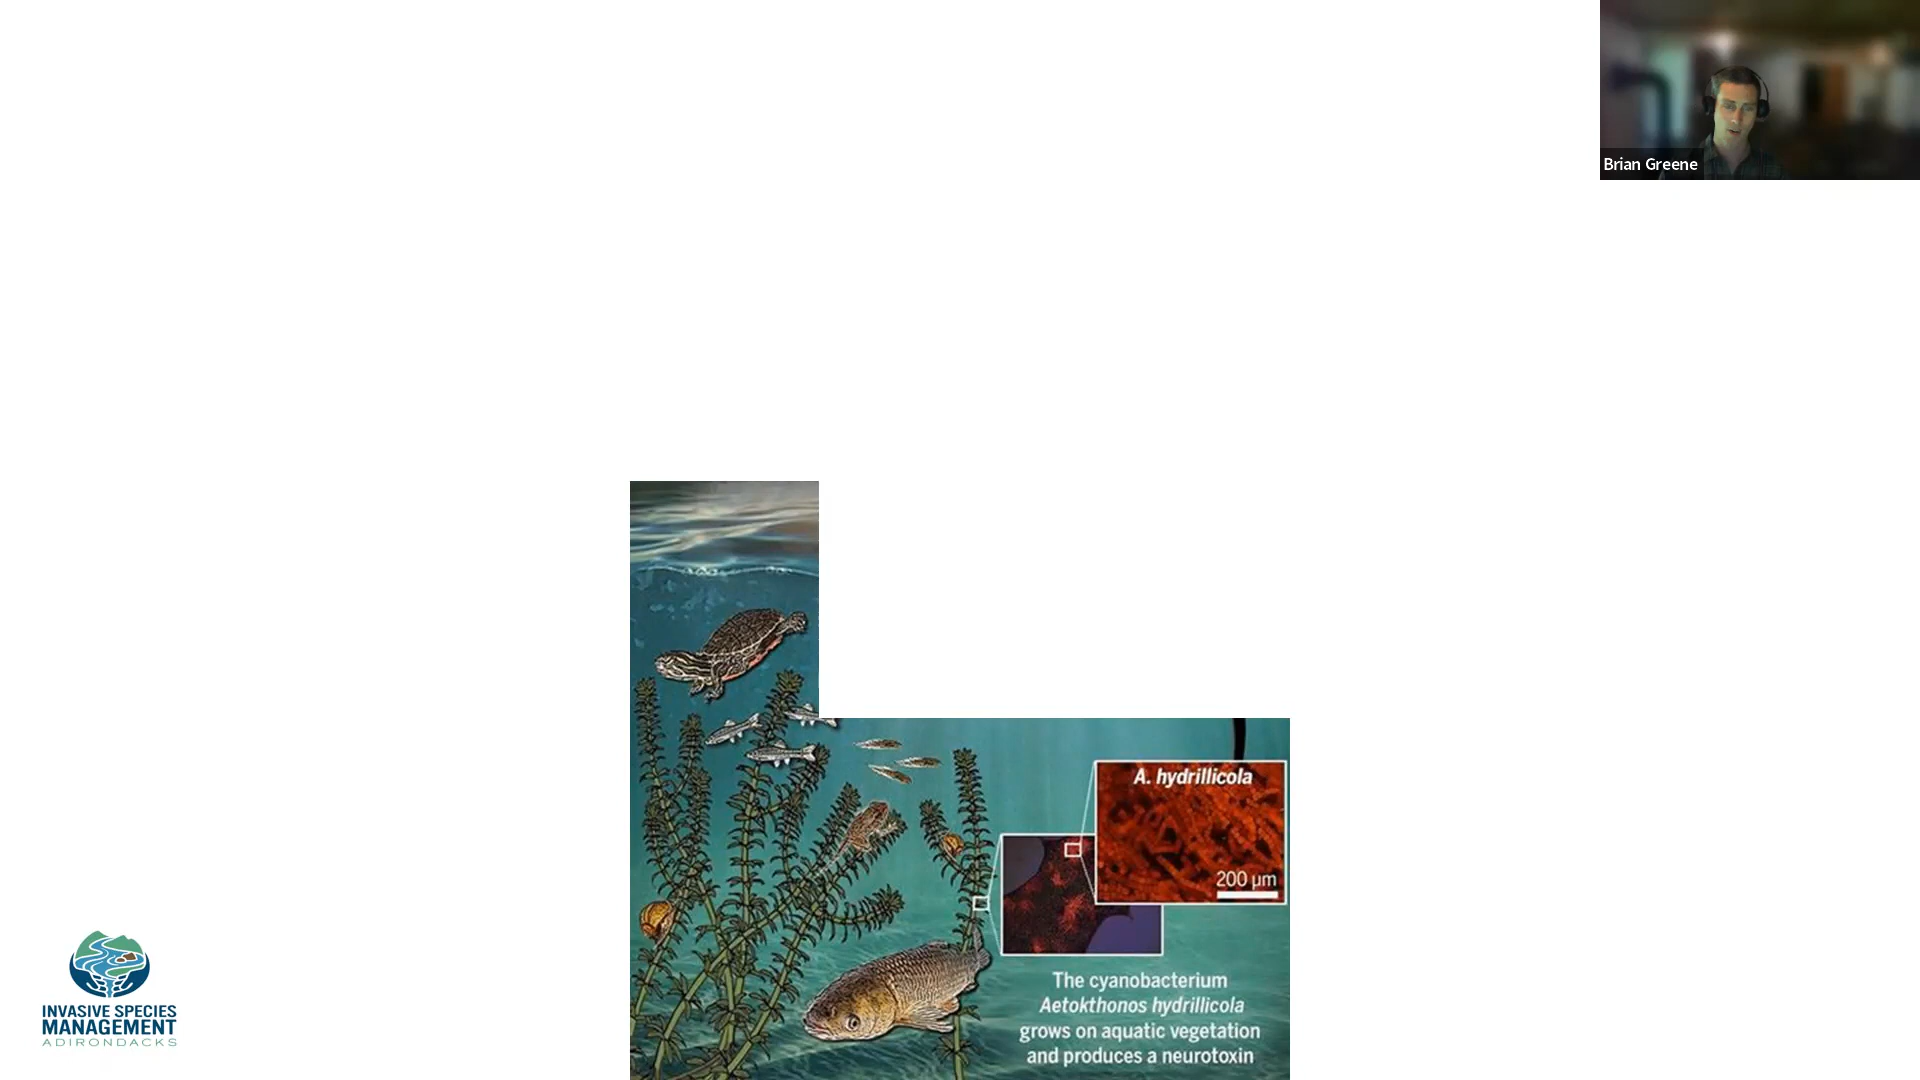 Brian Greene
A. hydrillicola
200 µm
The cyanobacterium
Aetokthonos hydrillicola
grows on aquatic vegetation
and produces a neurotoxin
INVASIVE SPECIES
MANAGEMENT
ADIRONDACKS